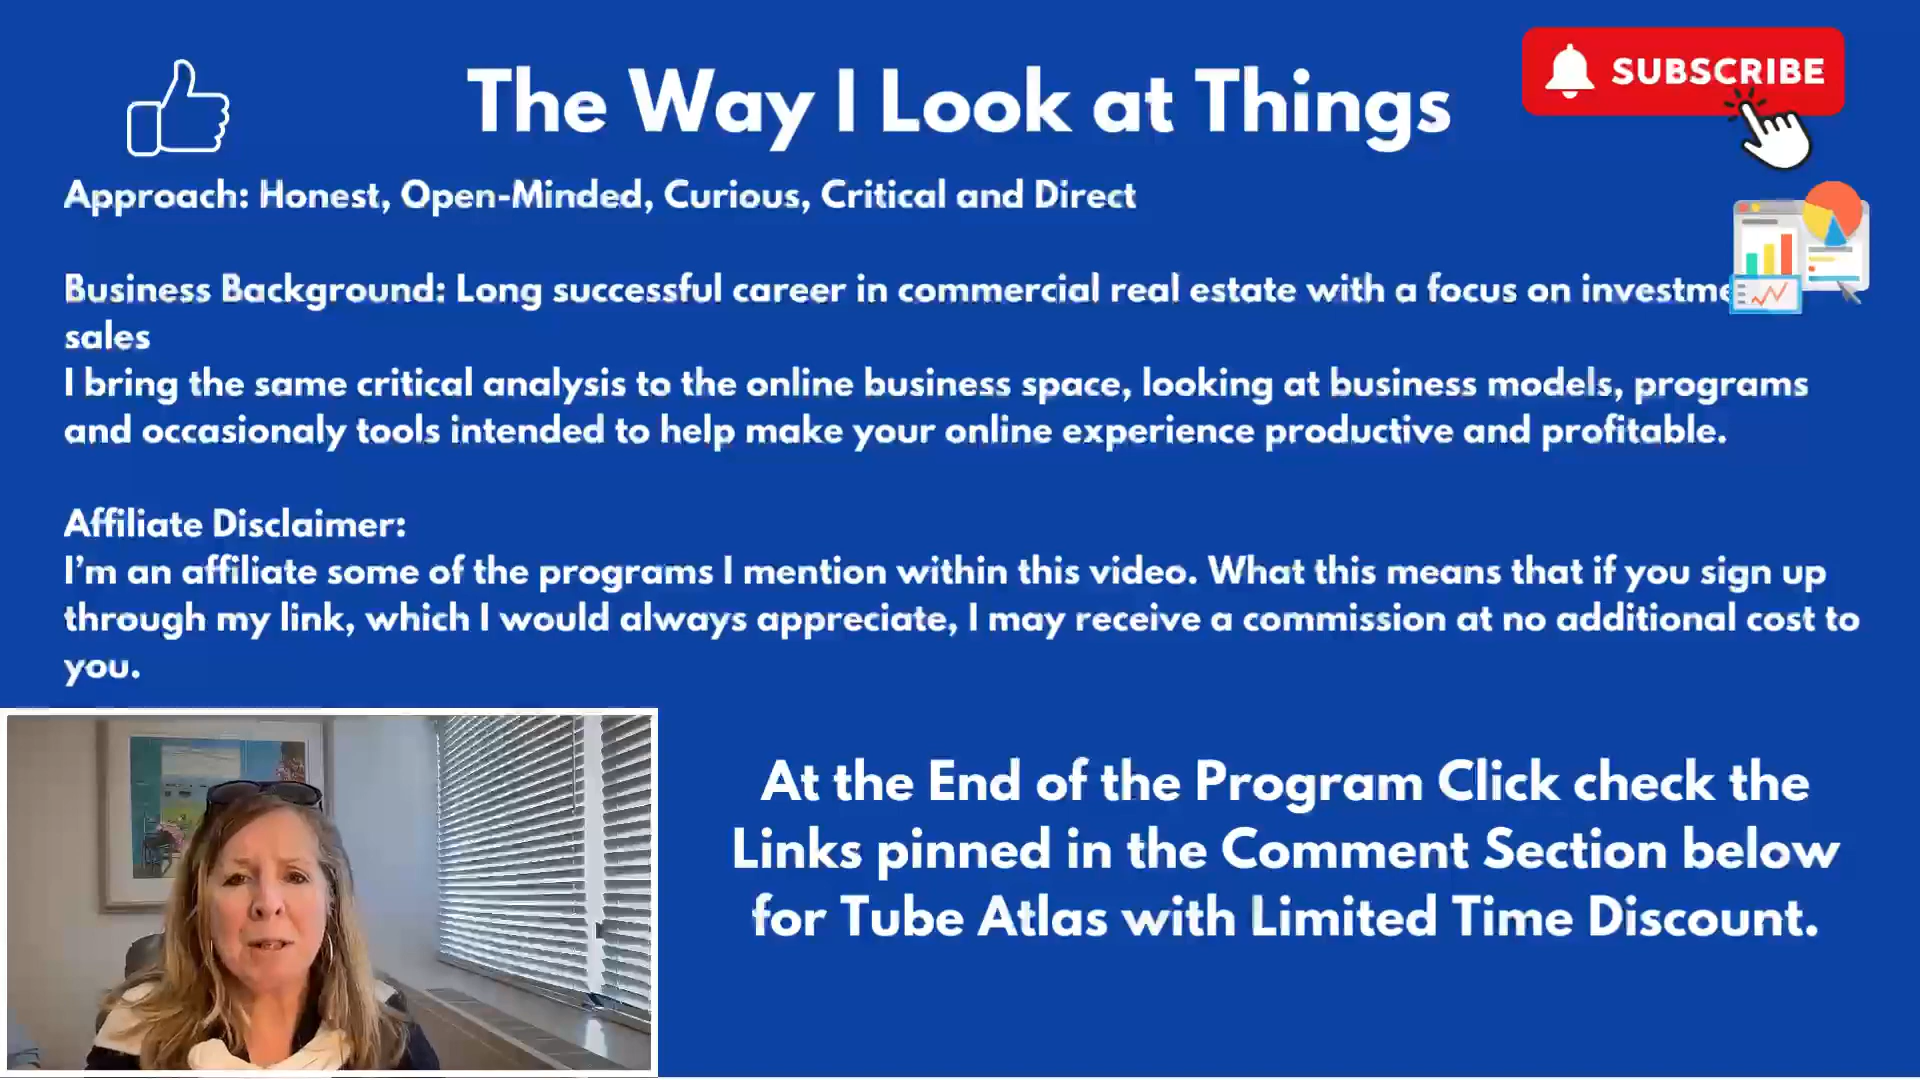 The Way I Look at Things
SUBSCRIBE
Approach: Honest, Open-Minded, Curious, Critical and Direct
Business Background: Long successful career in commercial real estate with a focus on investme
sales
I bring the same critical analysis to the online business space, looking at business models, programs
and occasionaly tools intended to help make your online experience productive and profitable.
Affiliate Disclaimer:
I'm an affiliate some of the programs I mention within this video. What this means that if you sign up
through my link, which I would always appreciate, I may receive a commission at no additional cost to
you.
At the End of the Program Click check the
Links pinned in the Comment Section below
for Tube Atlas with Limited Time Discount.